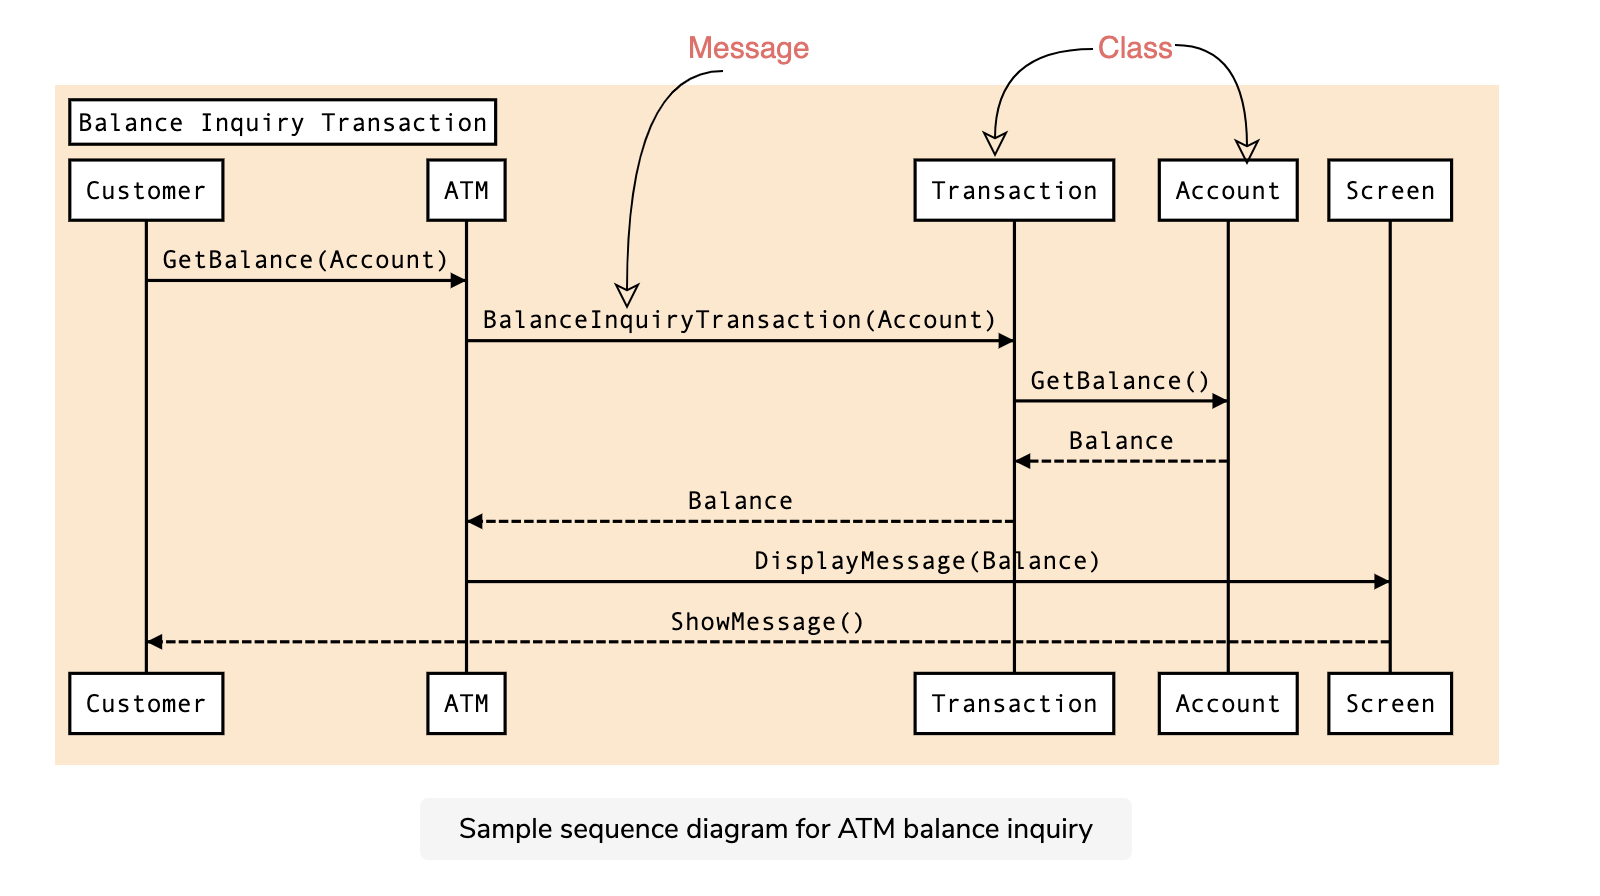 Message
Class
Balance Inquiry Transaction
Customer
ATM
Transaction
Account
Screen
GetBalance(Account)
BalanceInquiryTransaction(Account)
GetBalance()
Balance
Balance
DisplayMessage(Balance)
ShowMessage()
Customer
ATM
Transaction
Account
Screen
Sample sequence diagram for ATM balance inquiry